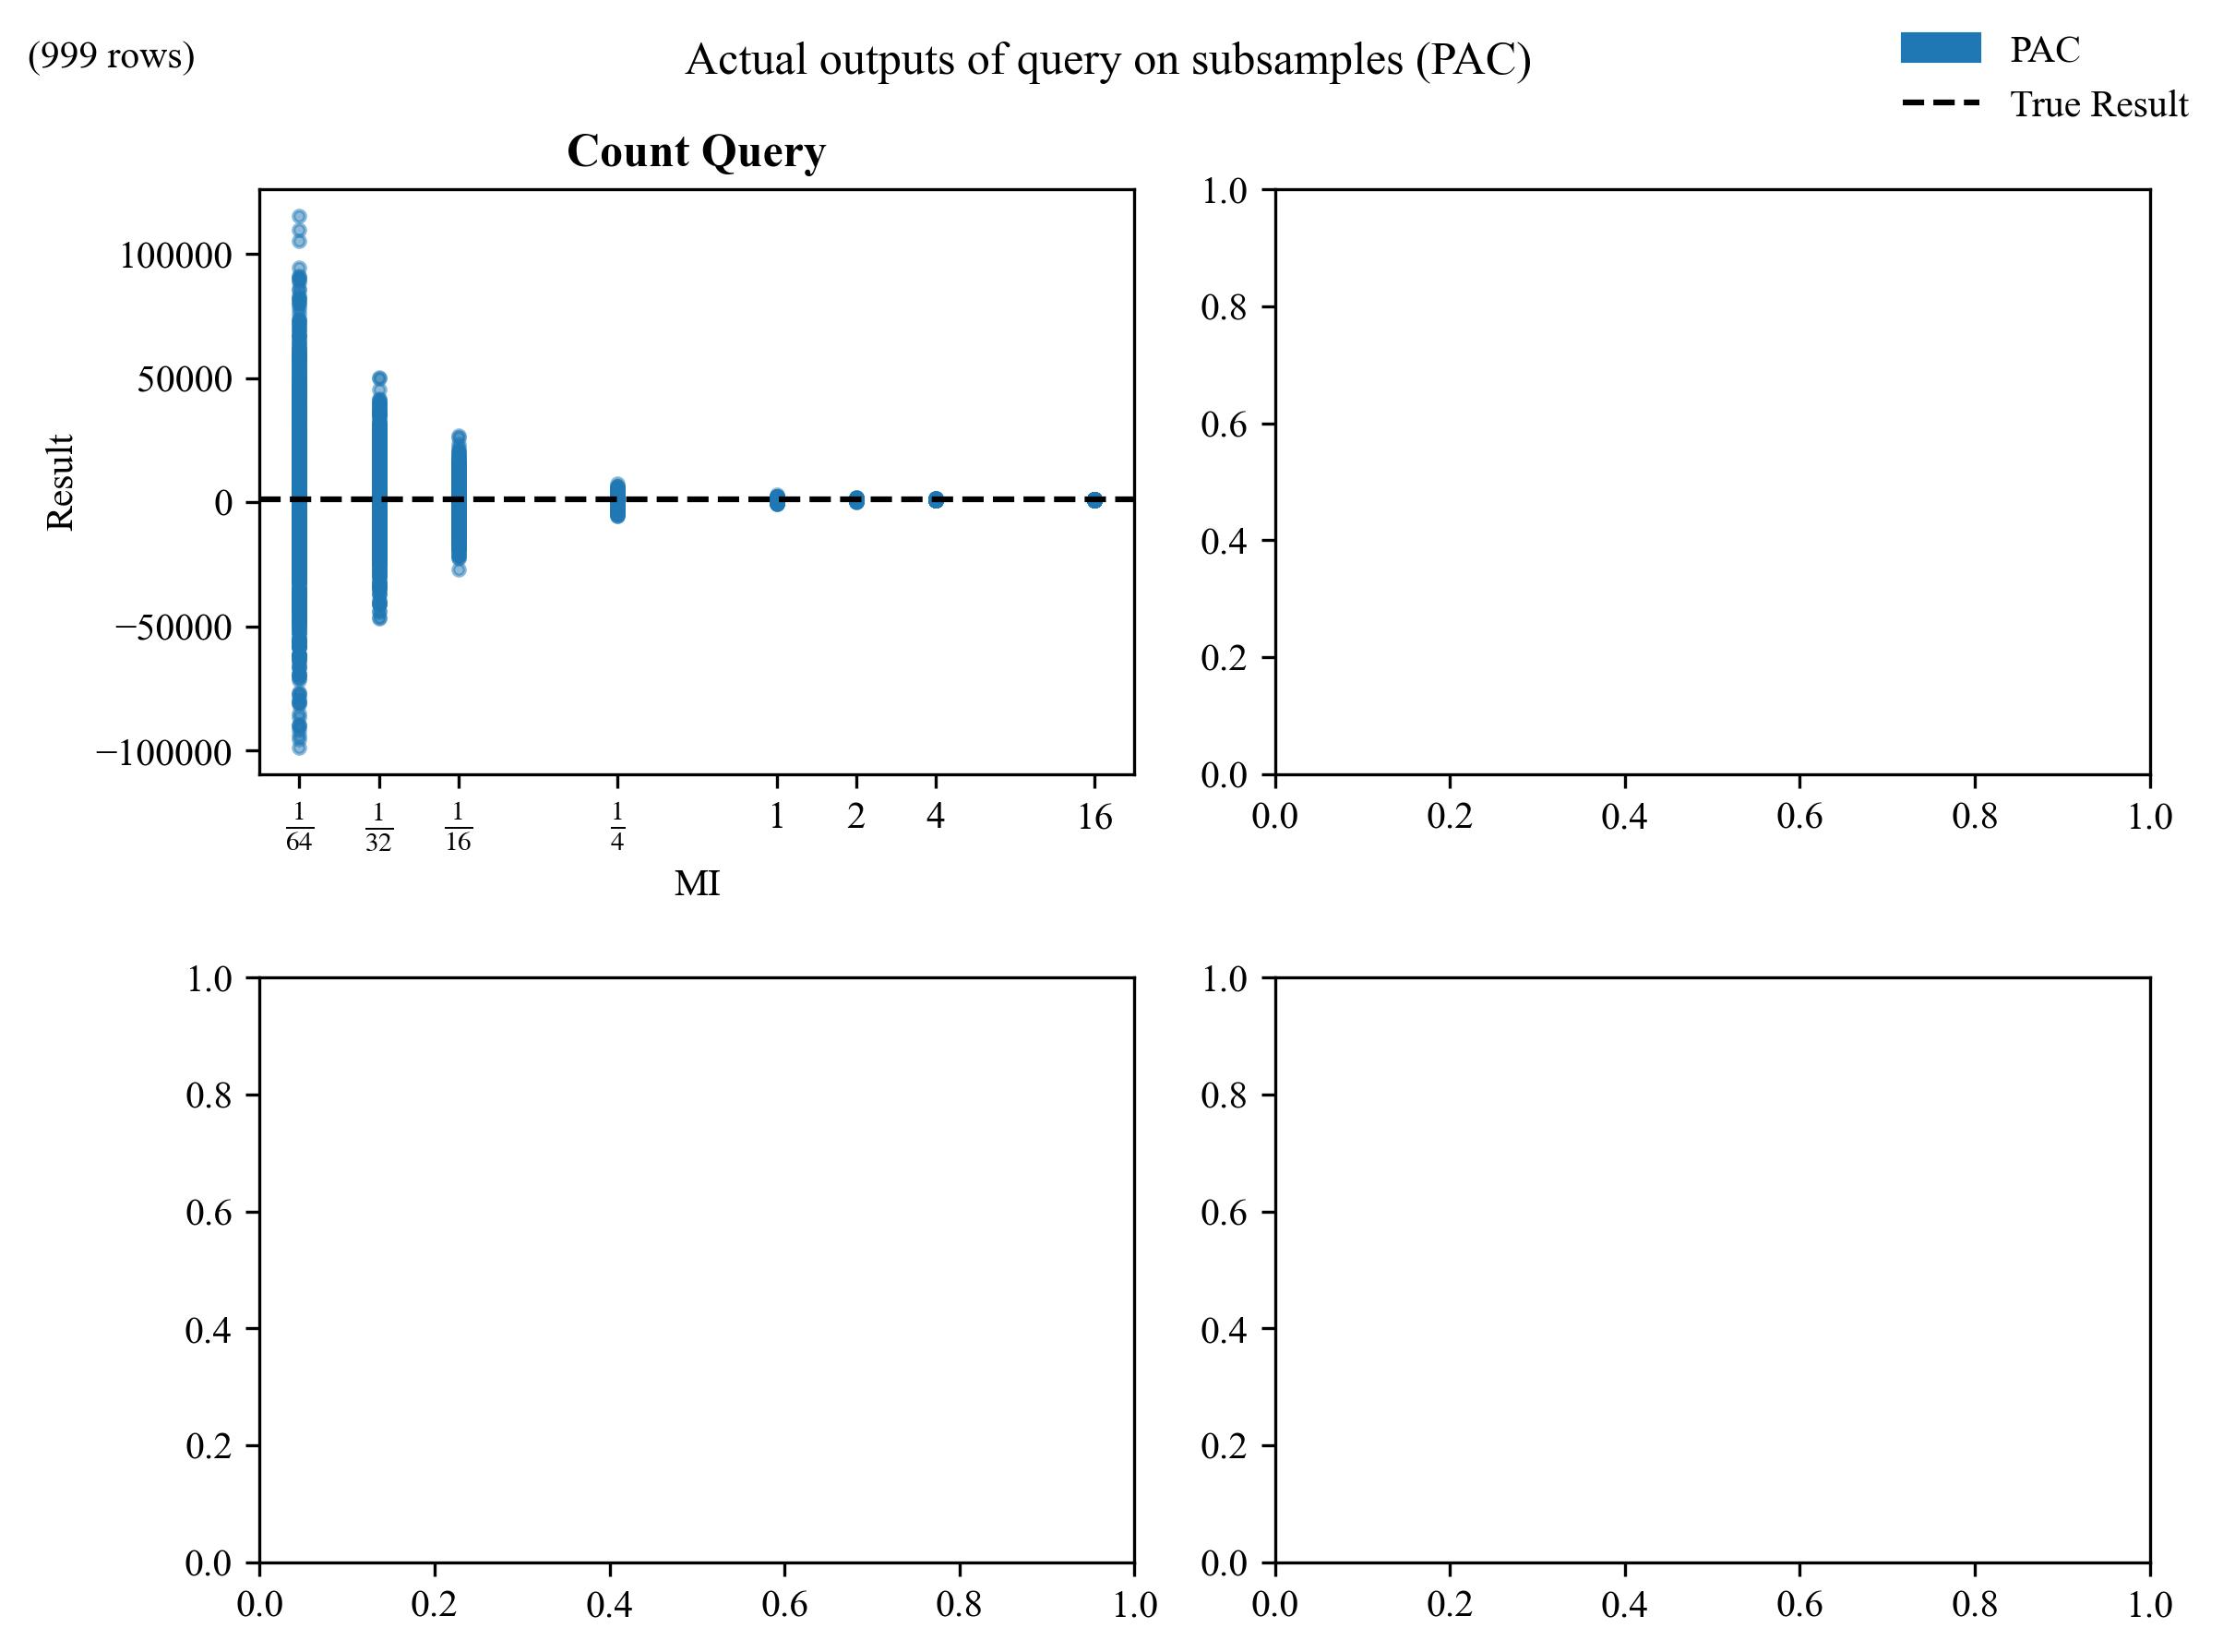 (999 rows)
Actual outputs of query on subsamples (PAC)
PAC
True Result
Count Query
Result
100000
50000
0
−50000
−100000
1/64 1/32 1/16 1/4 1 2 4 16
MI
1.0
0.8
0.6
0.4
0.2
0.0
0.0 0.2 0.4 0.6 0.8 1.0
1.0
0.8
0.6
0.4
0.2
0.0
0.0 0.2 0.4 0.6 0.8 1.0
1.0
0.8
0.6
0.4
0.2
0.0
0.0 0.2 0.4 0.6 0.8 1.0